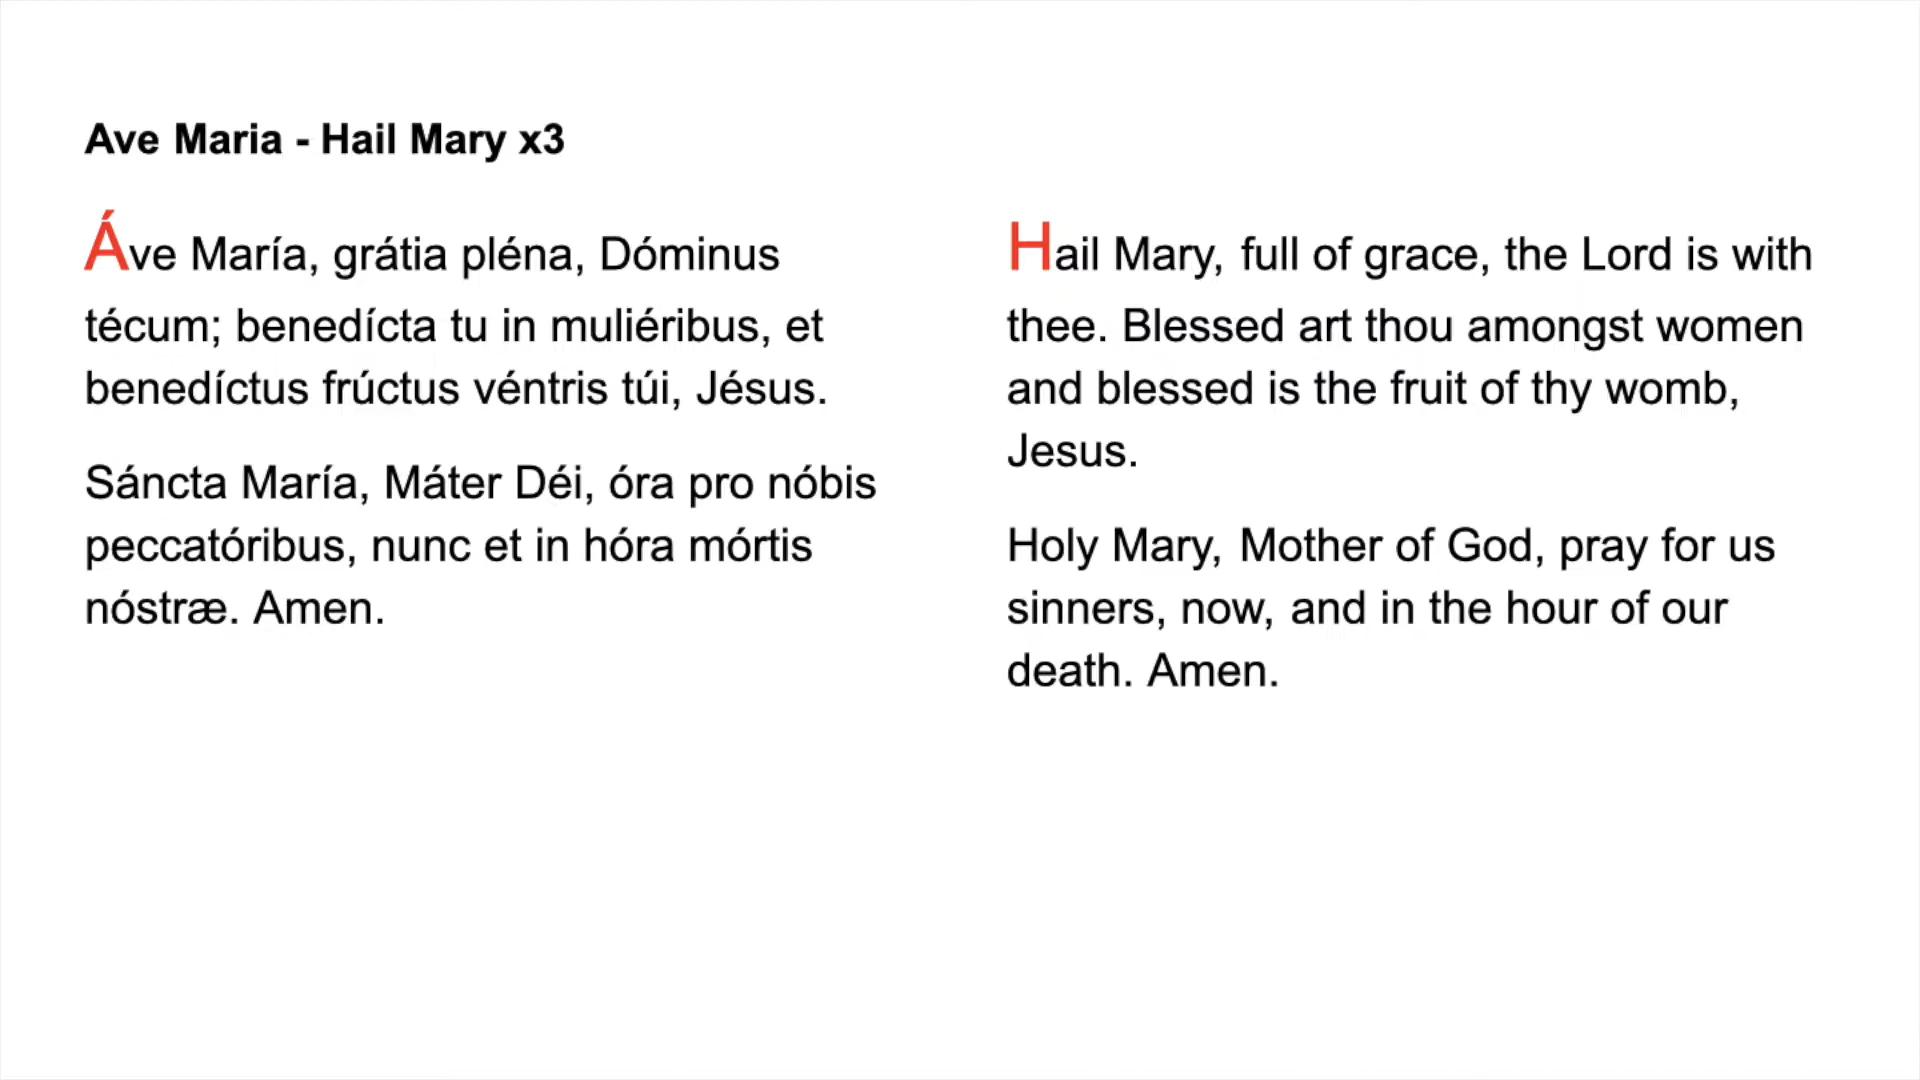 Ave Maria - Hail Mary x3
Áve María, grátia pléna, Dóminus
técum; benedícta tu in muliéribus, et
benedíctus frúctus véntris túi, Jésus.
Sáncta María, Máter Déi, óra pro nóbis
peccatóribus, nunc et in hóra mórtis
nóstræ. Amen.
Hail Mary, full of grace, the Lord is with
thee. Blessed art thou amongst women
and blessed is the fruit of thy womb,
Jesus.
Holy Mary, Mother of God, pray for us
sinners, now, and in the hour of our
death. Amen.